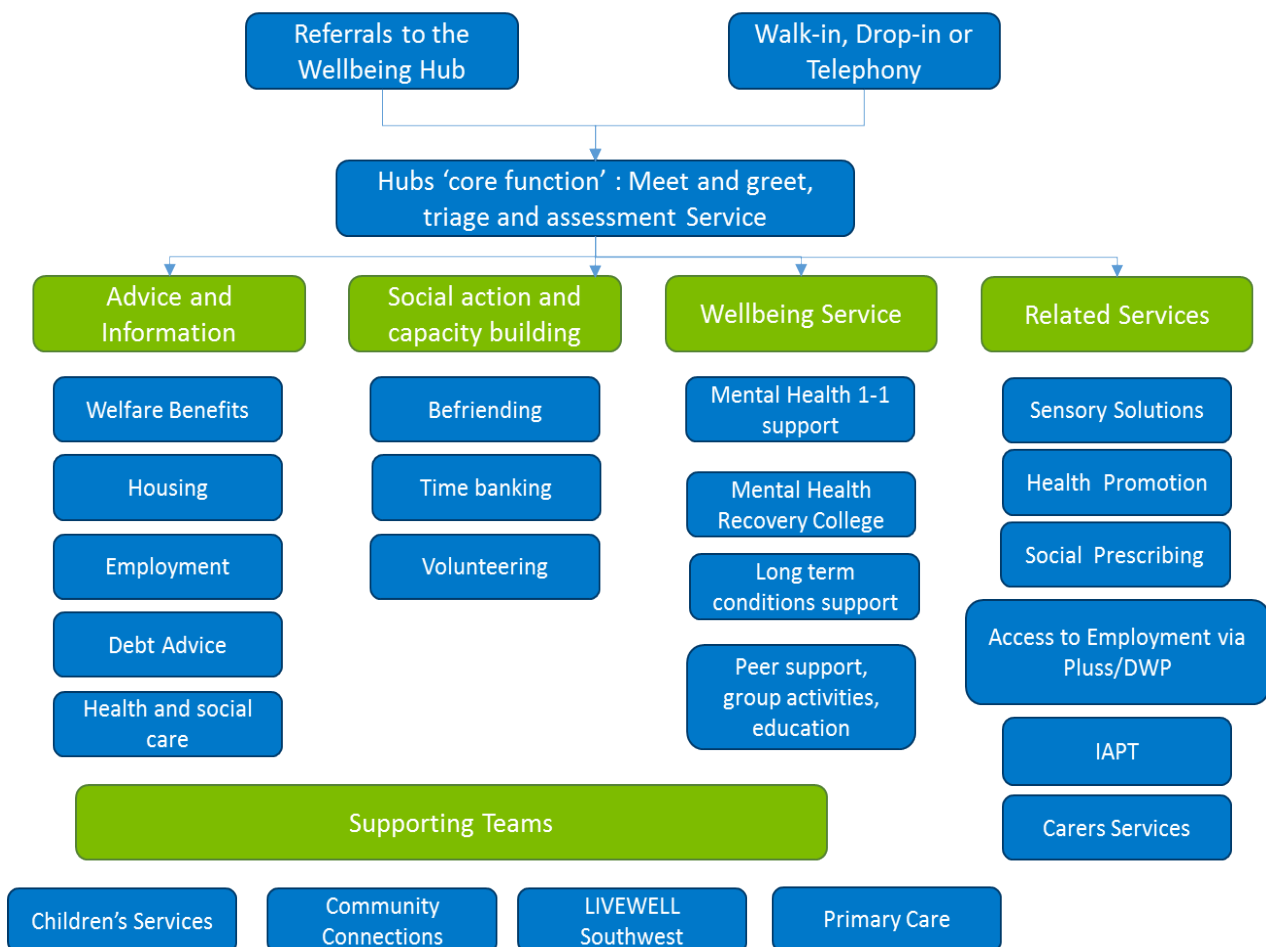 Referrals to the
Wellbeing Hub
Walk-in, Drop-in or
Telephony
Hubs ‘core function’ : Meet and greet,
triage and assessment Service
Advice and
Information
Social action and
capacity building
Wellbeing Service
Related Services
Welfare Benefits
Housing
Employment
Debt Advice
Health and social
care
Befriending
Time banking
Volunteering
Mental Health 1-1
support
Mental Health
Recovery College
Long term
conditions support
Peer support,
group activities,
education
Sensory Solutions
Health Promotion
Social Prescribing
Access to Employment via
Pluss/DWP
IAPT
Carers Services
Supporting Teams
Children’s Services
Community
Connections
LIVEWELL
Southwest
Primary Care